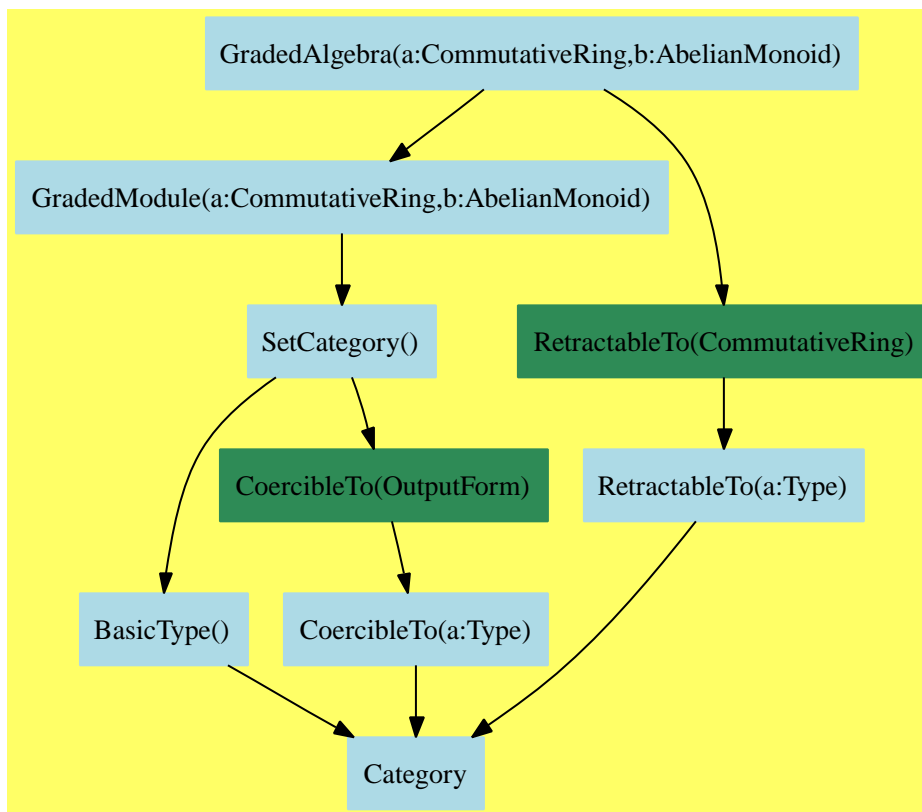 GradedAlgebra(a:CommutativeRing,b:AbelianMonoid)
GradedModule(a:CommutativeRing,b:AbelianMonoid)
SetCategory()
RetractableTo(CommutativeRing)
CoercibleTo(OutputForm)
RetractableTo(a:Type)
BasicType()
CoercibleTo(a:Type)
Category